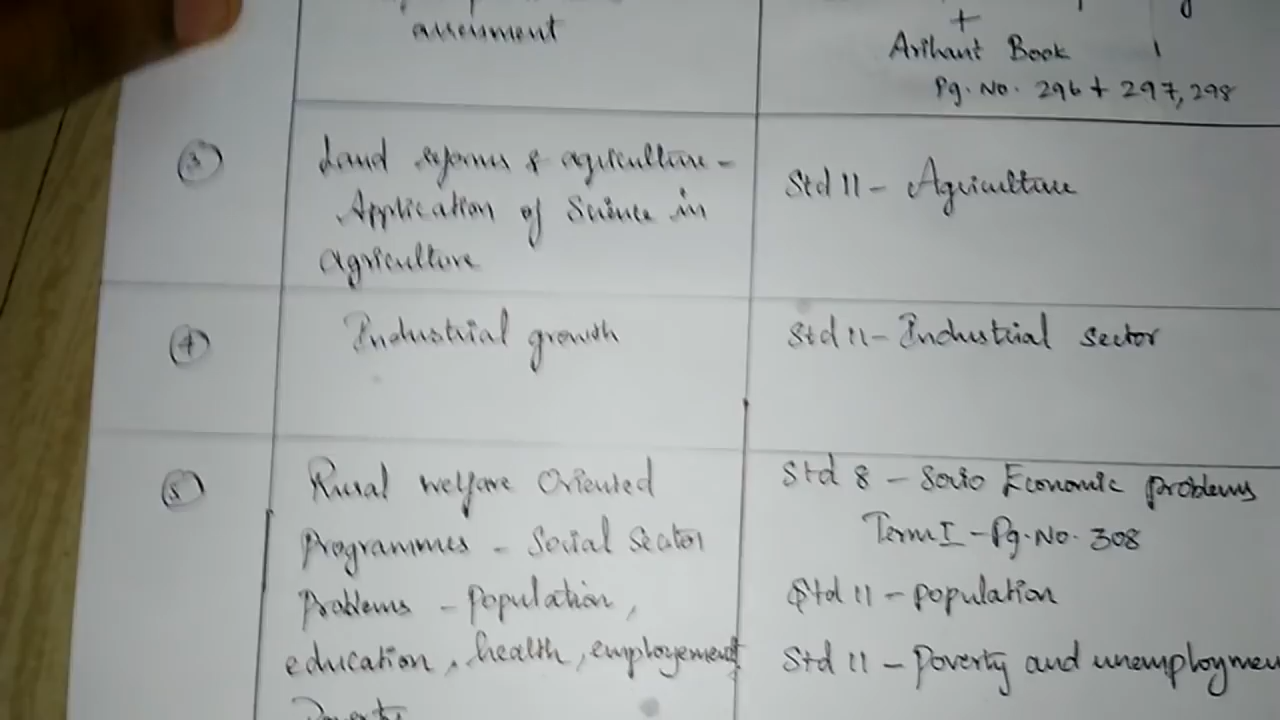 assessment
+
Arihant Book
Pg. No. 296 + 297, 298
3
Land reforms & agriculture -
Application of Science in
agriculture
Std 11 - Agriculture
4
Industrial growth
Std 11 - Industrial sector
5
Rural welfare Oriented
Programmes - Social Sector
Problems - Population,
education, health, employement
Poverty
Std 8 - Socio Economic problems
Term I - Pg. No. 308
Std 11 - population
Std 11 - Poverty and unemployment